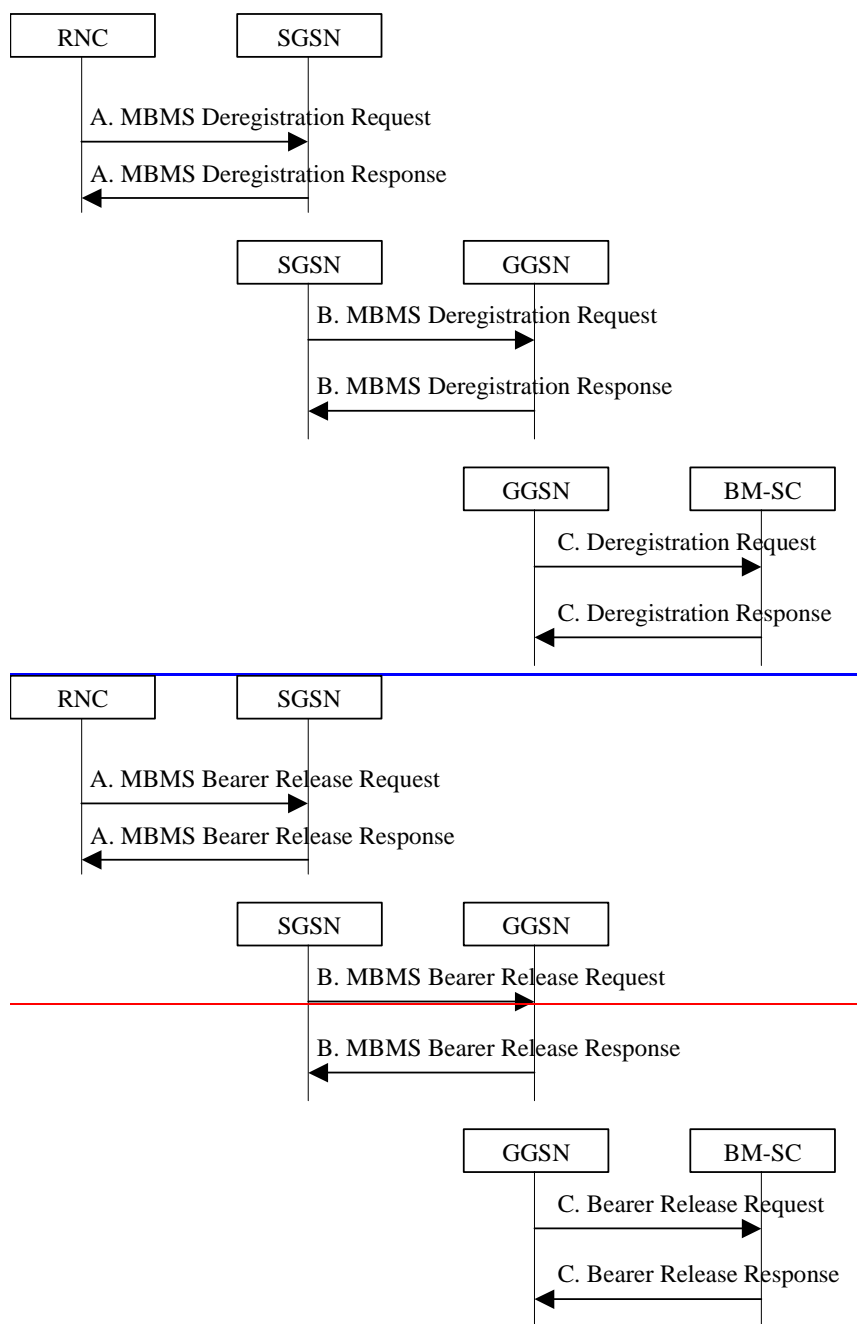 RNC
SGSN
A. MBMS Deregistration Request
A. MBMS Deregistration Response
SGSN
GGSN
B. MBMS Deregistration Request
B. MBMS Deregistration Response
GGSN
BM-SC
C. Deregistration Request
C. Deregistration Response
RNC
SGSN
A. MBMS Bearer Release Request
A. MBMS Bearer Release Response
SGSN
GGSN
B. MBMS Bearer Release Request
B. MBMS Bearer Release Response
GGSN
BM-SC
C. Bearer Release Request
C. Bearer Release Response